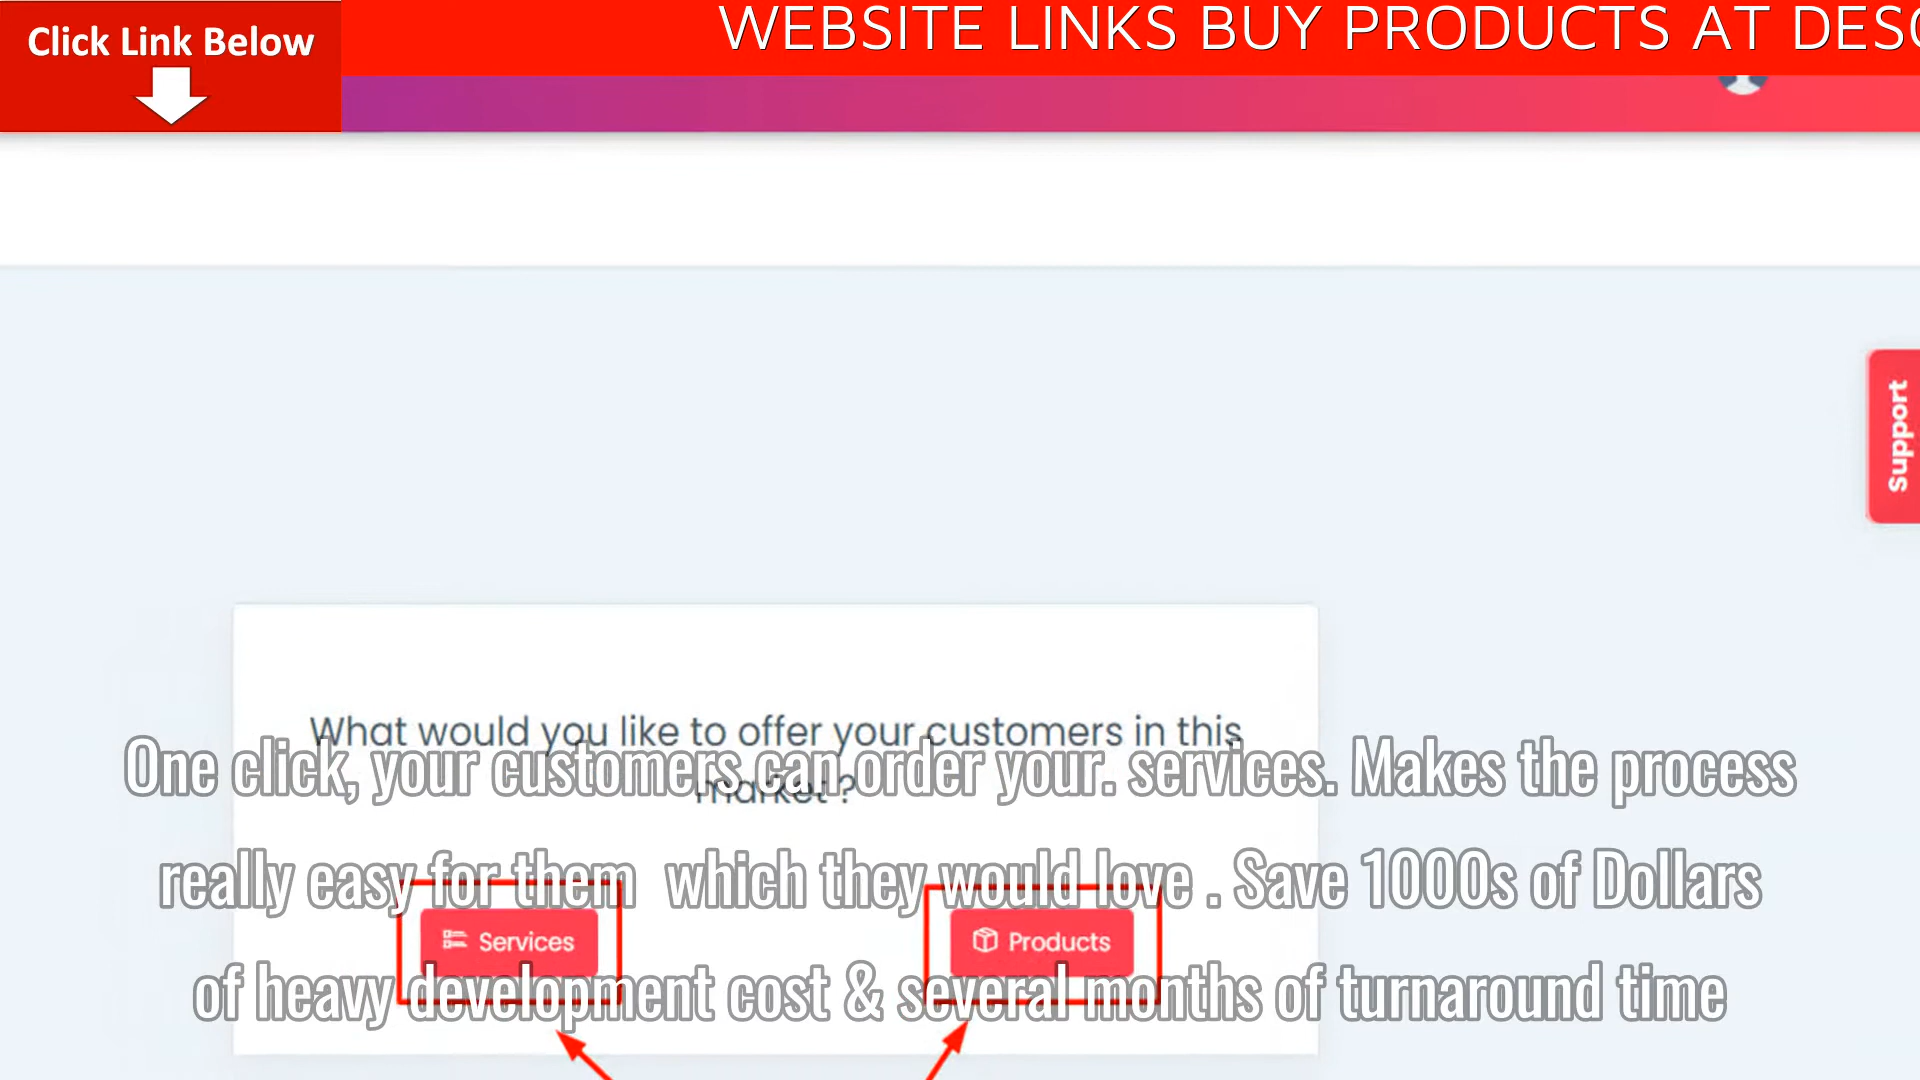 Click Link Below
WEBSITE LINKS BUY PRODUCTS AT
Support
What would you like to offer your customers in this
market ?
One click, your customers can order your. services. Makes the process
really easy for them which they would love . Save 1000s of Dollars
of heavy development cost & several months of turnaround time
Services
Products